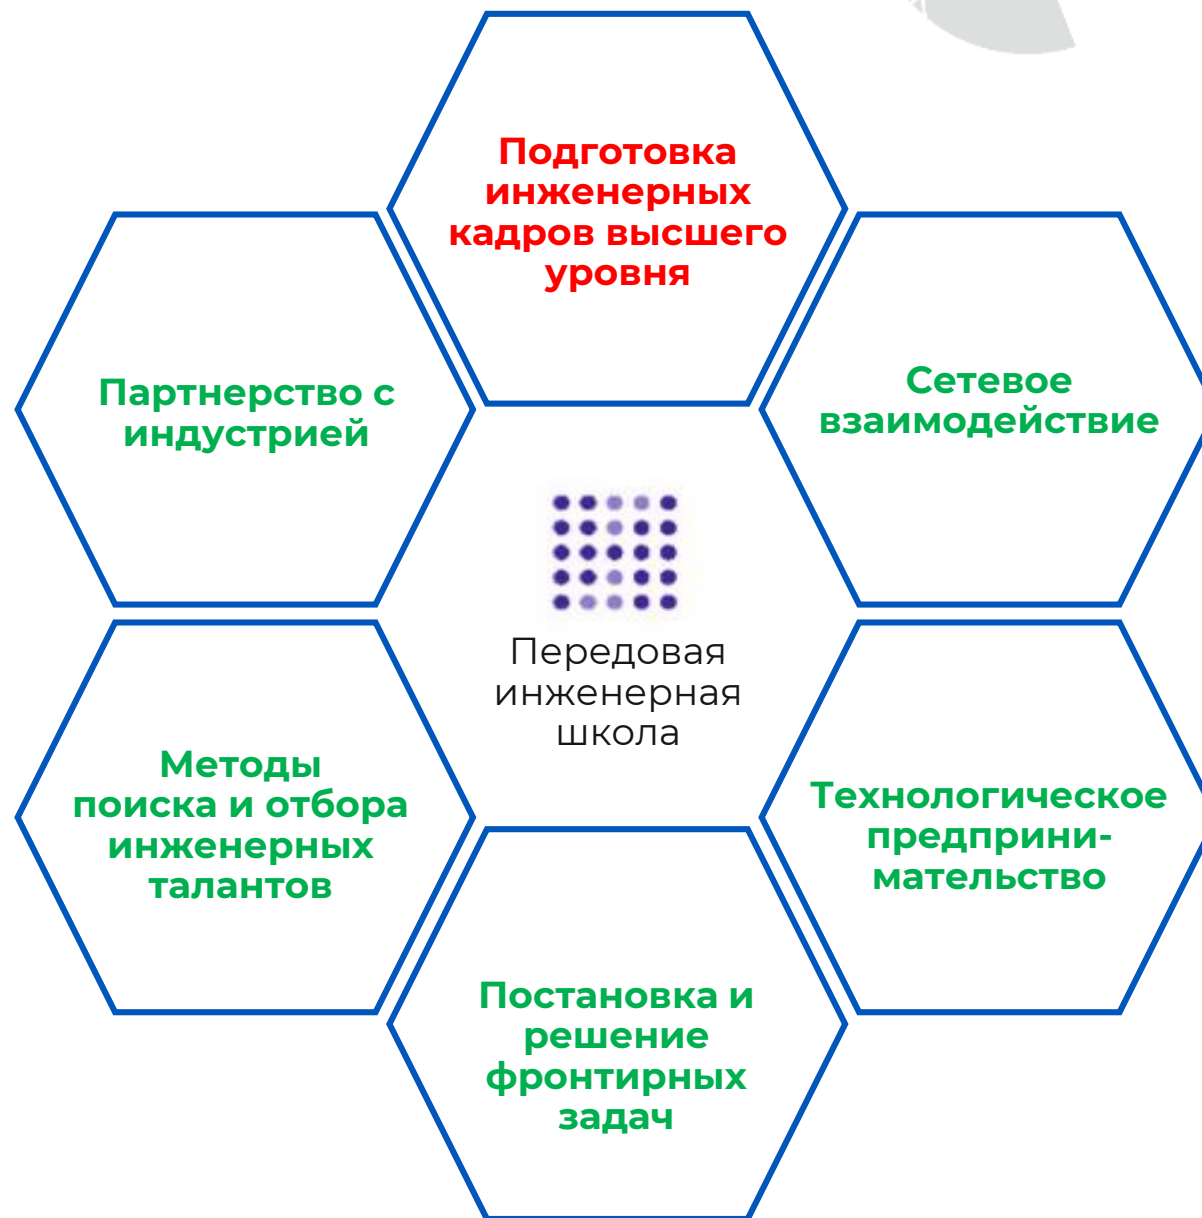 Подготовка
инженерных
кадров высшего
уровня
Партнерство с
индустрией
Сетевое
взаимодействие
Передовая
инженерная
школа
Методы
поиска и отбора
инженерных
талантов
Технологическое
предприни-
мательство
Постановка и
решение
фронтирных
задач